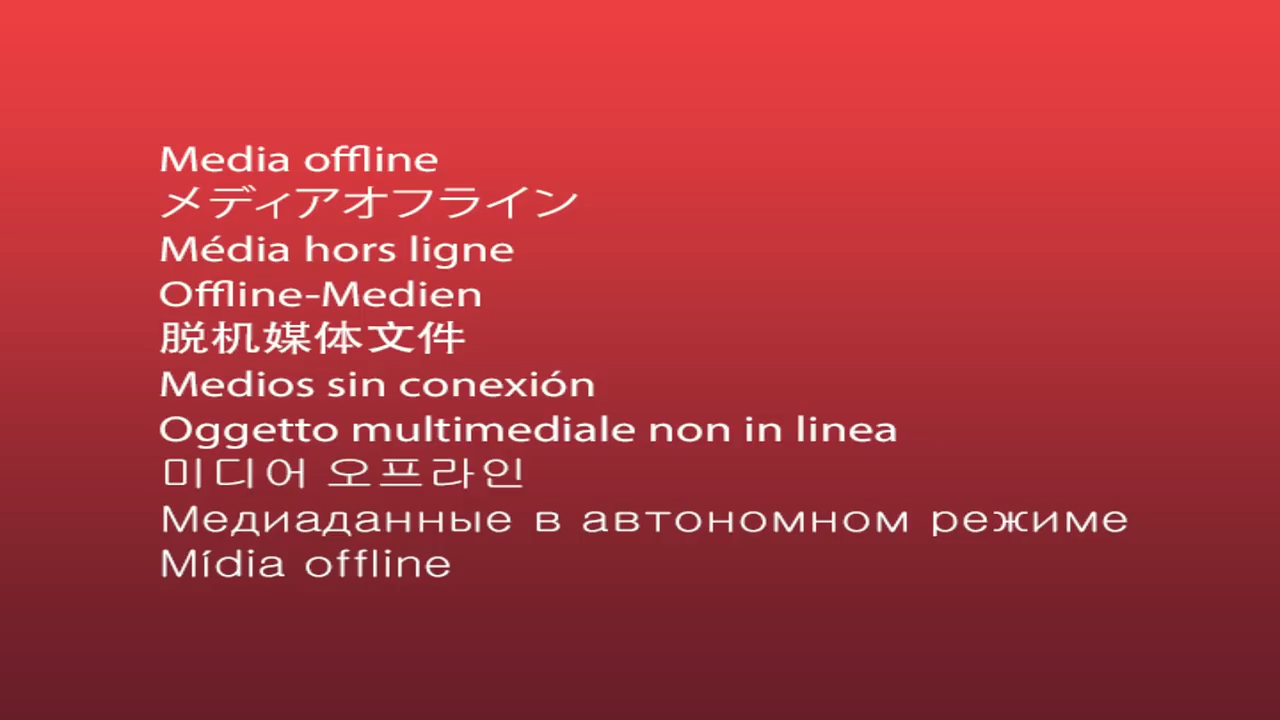 Media offline
メディアオフライン
Média hors ligne
Offline-Medien
脱机媒体文件
Medios sin conexión
Oggetto multimediale non in linea
미디어 오프라인
Медиаданные в автономном режиме
Mídia offline